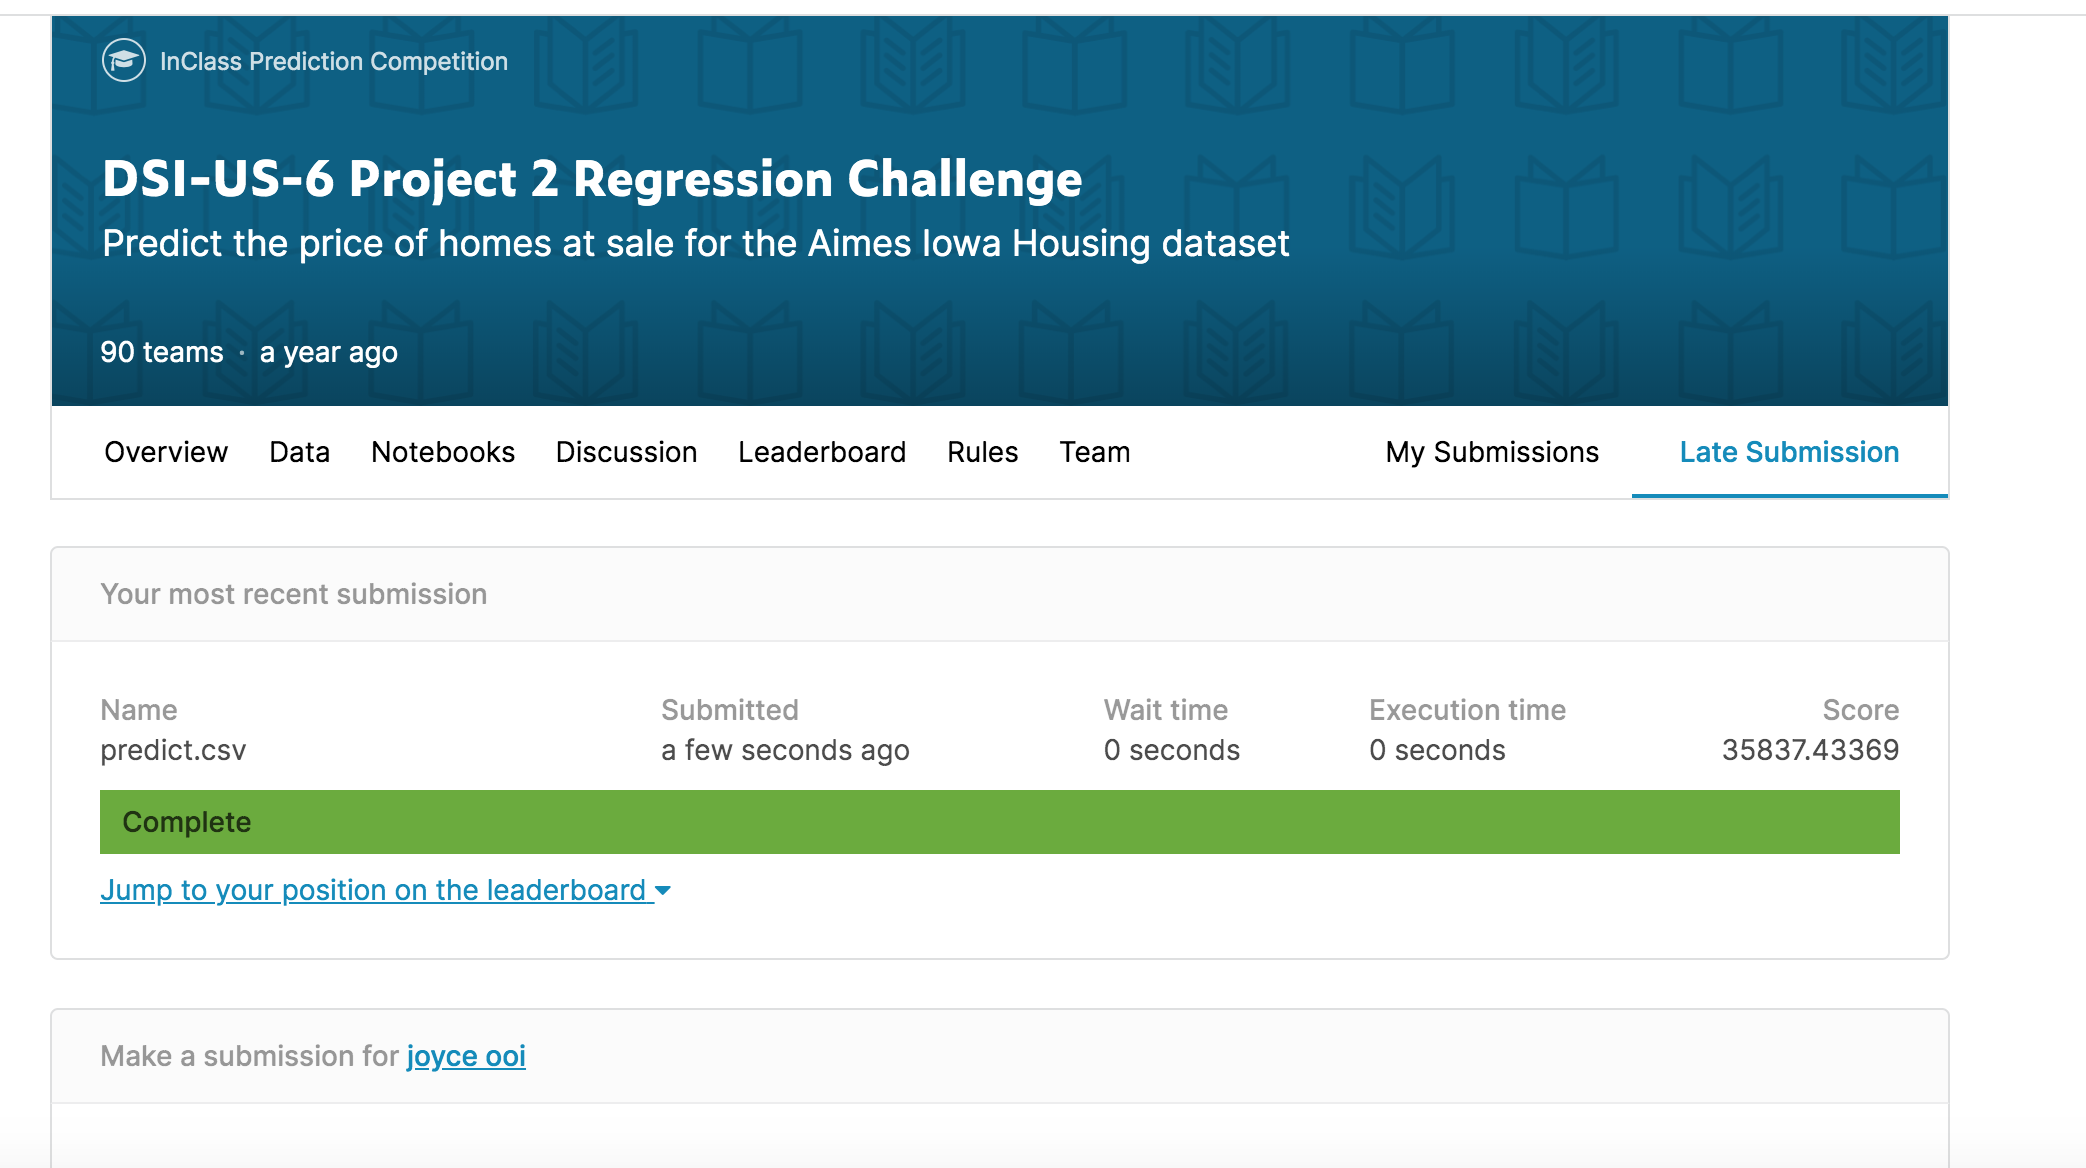 InClass Prediction Competition
DSI-US-6 Project 2 Regression Challenge
Predict the price of homes at sale for the Aimes Iowa Housing dataset
90 teams · a year ago
Overview Data Notebooks Discussion Leaderboard Rules Team My Submissions Late Submission
Your most recent submission
Name Submitted Wait time Execution time Score
predict.csv a few seconds ago 0 seconds 0 seconds 35837.43369
Complete
Jump to your position on the leaderboard
Make a submission for joyce ooi